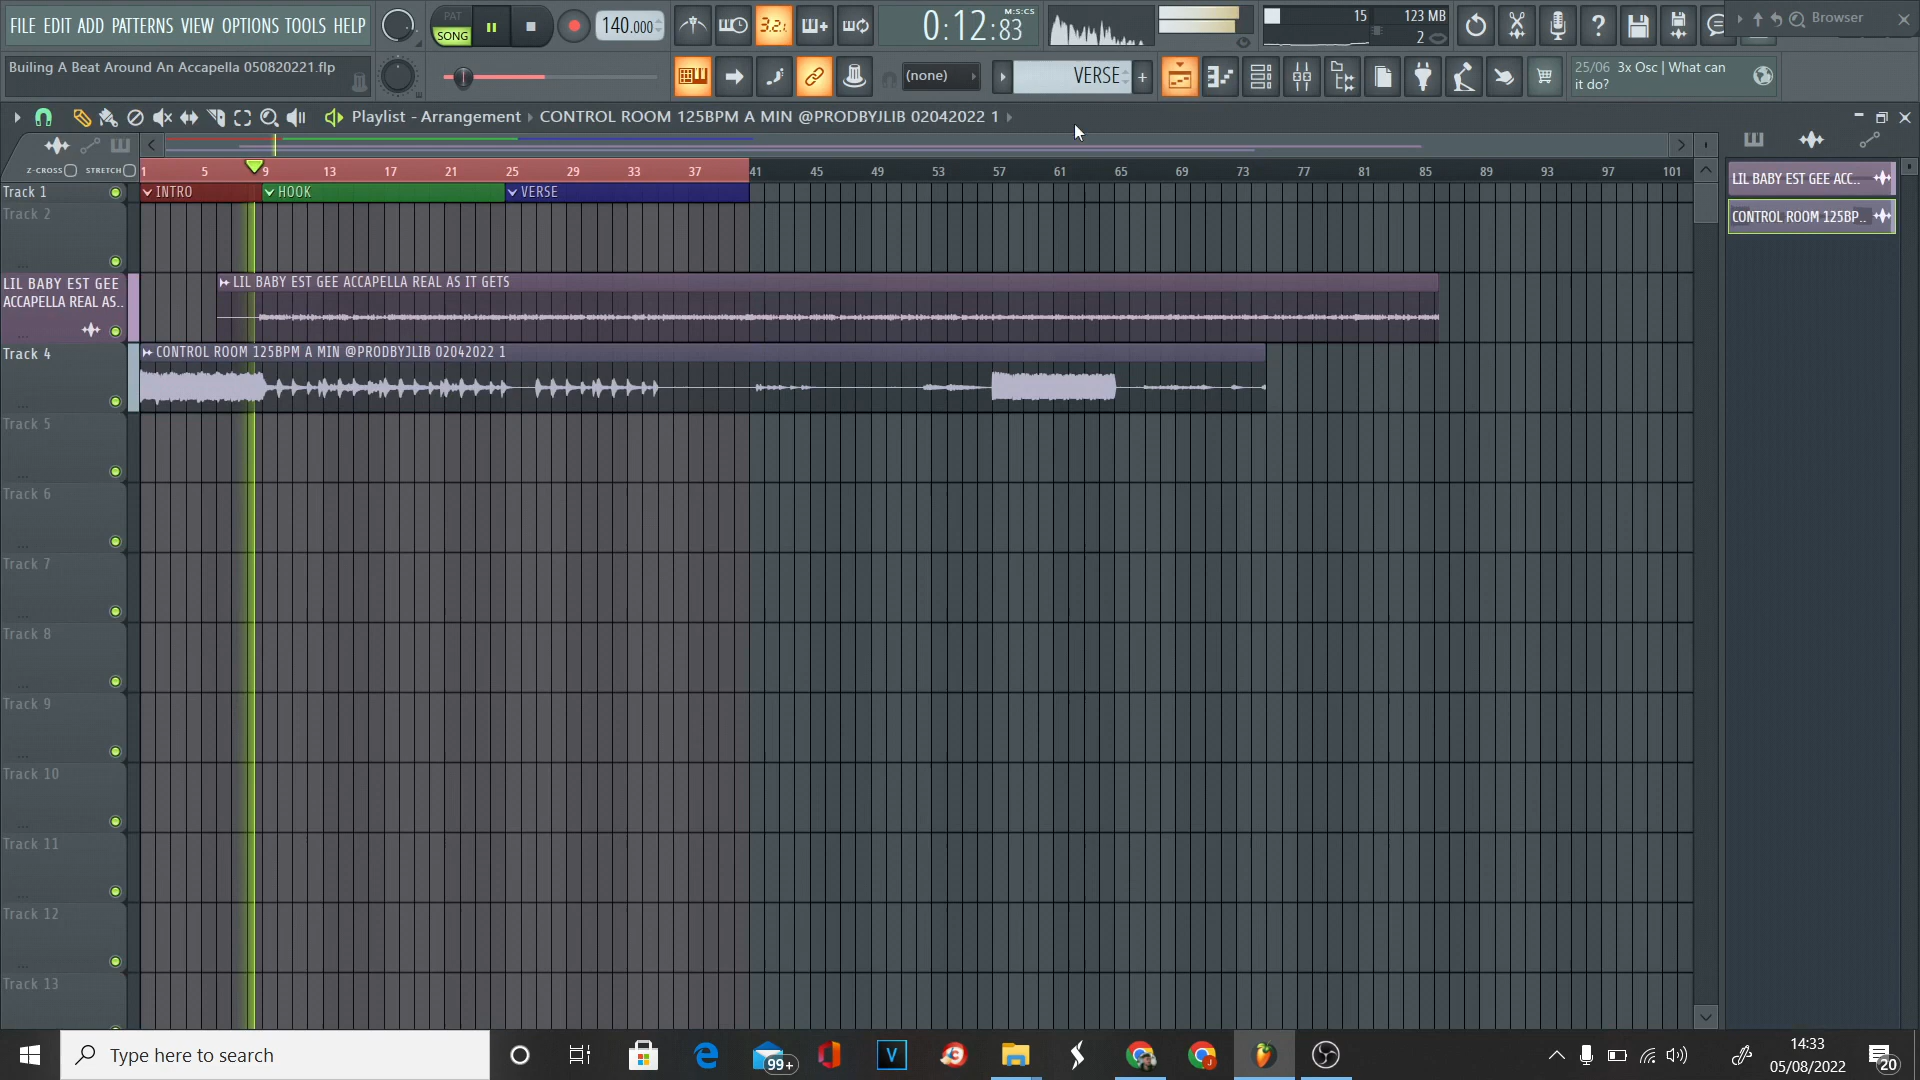 FILE EDIT ADD PATTERNS VIEW OPTIONS TOOLS HELP
PAT
SONG
140.000
3.2.
0:12:83
M:S:CS
15
123 MB
2
Browser
Builing A Beat Around An Accapella 050820221.flp
(none)
VERSE
+
25/06 3x Osc | What can
it do?
Playlist - Arrangement › CONTROL ROOM 125BPM A MIN @PRODBYJLIB 02042022 1 ›
Z-CROSS
STRETCH
1 5 9 13 17 21 25 29 33 37 41 45 49 53 57 61 65 69 73 77 81 85 89 93 97 101
Track 1
INTRO
HOOK
VERSE
Track 2
LIL BABY EST GEE
ACCAPELLA REAL AS..
LIL BABY EST GEE ACCAPELLA REAL AS IT GETS
Track 4
CONTROL ROOM 125BPM A MIN @PRODBYJLIB 02042022 1
Track 5
Track 6
Track 7
Track 8
Track 9
Track 10
Track 11
Track 12
Track 13
LIL BABY EST GEE ACC..
CONTROL ROOM 125BP..
Type here to search
99+
V
14:33
05/08/2022
20